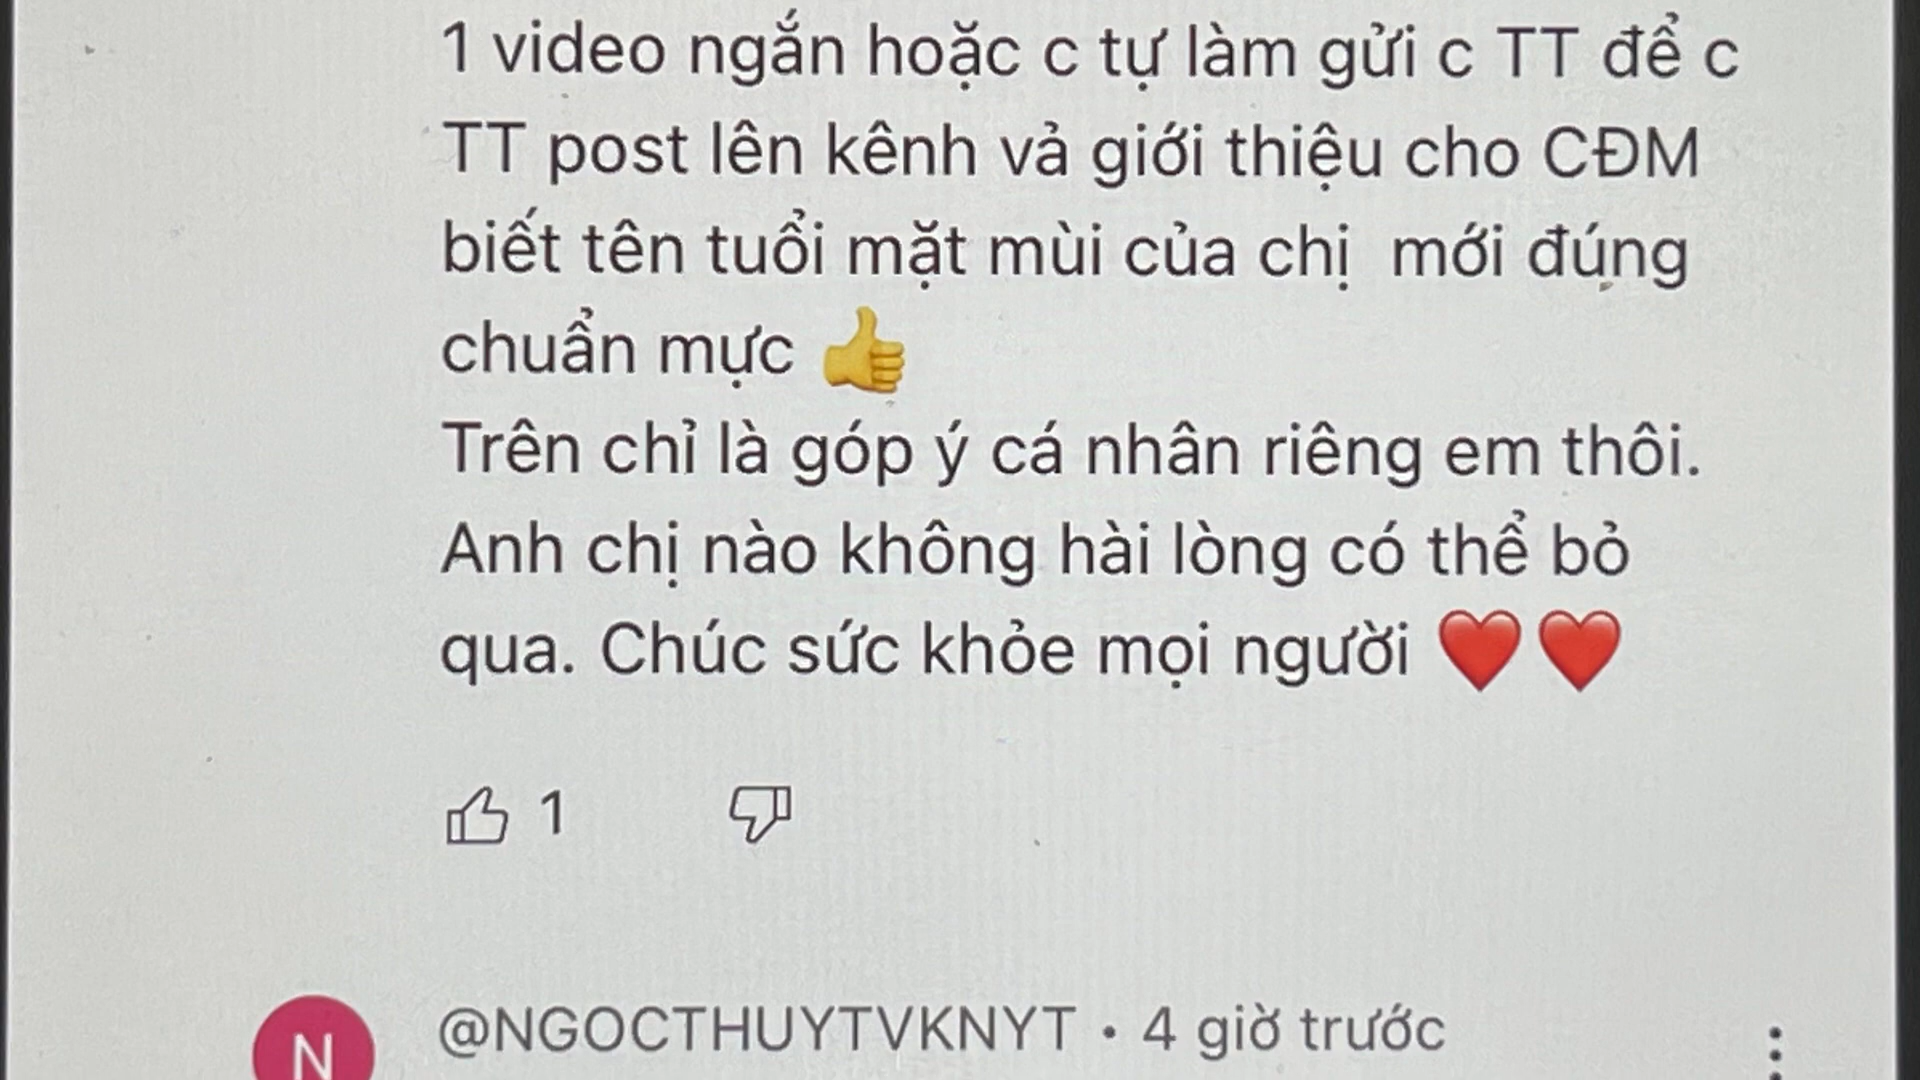 1 video ngắn hoặc c tự làm gửi c TT để c
TT post lên kênh vả giới thiệu cho CĐM
biết tên tuổi mặt mùi của chị mới đúng
chuẩn mực 👍
Trên chỉ là góp ý cá nhân riêng em thôi.
Anh chị nào không hài lòng có thể bỏ
qua. Chúc sức khỏe mọi người ❤️❤️
1
N
@NGOCTHUYTVKNYT • 4 giờ trước